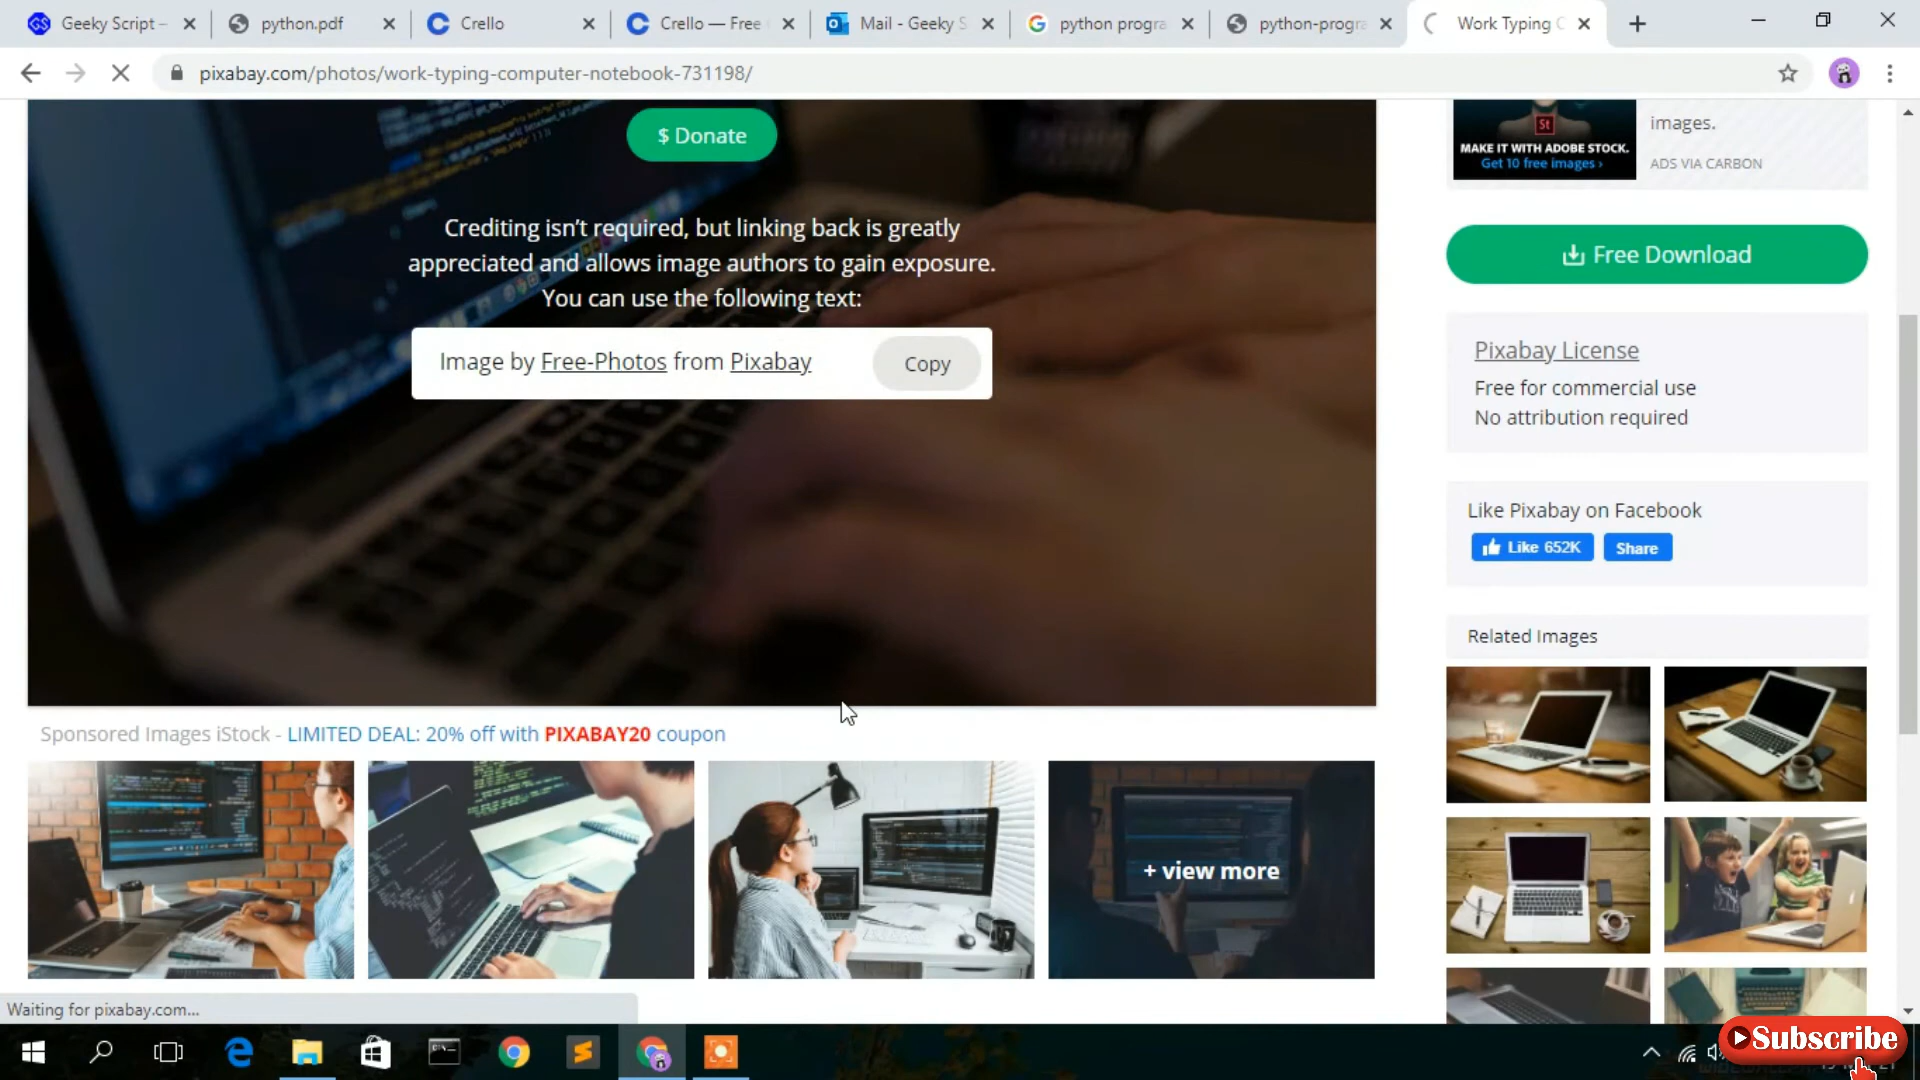 Geeky Script –
python.pdf
Crello
Crello — Free
Mail - Geeky S
python progra
python-progra
Work Typing C
pixabay.com/photos/work-typing-computer-notebook-731198/
$ Donate
Crediting isn't required, but linking back is greatly
appreciated and allows image authors to gain exposure.
You can use the following text:
Image by Free-Photos from Pixabay
Copy
Sponsored Images iStock - LIMITED DEAL: 20% off with PIXABAY20 coupon
+ view more
Waiting for pixabay.com...
St
MAKE IT WITH ADOBE STOCK.
Get 10 free images ›
images.
ADS VIA CARBON
Free Download
Pixabay License
Free for commercial use
No attribution required
Like Pixabay on Facebook
Like 652K
Share
Related Images
Subscribe